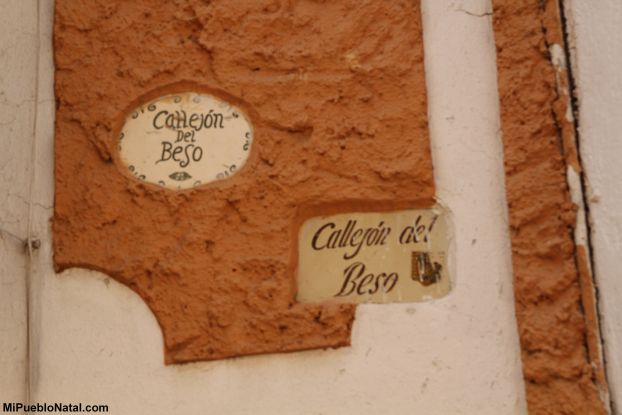 Callejón
Del
Beso
Callejón del
Beso
MiPuebloNatal.com